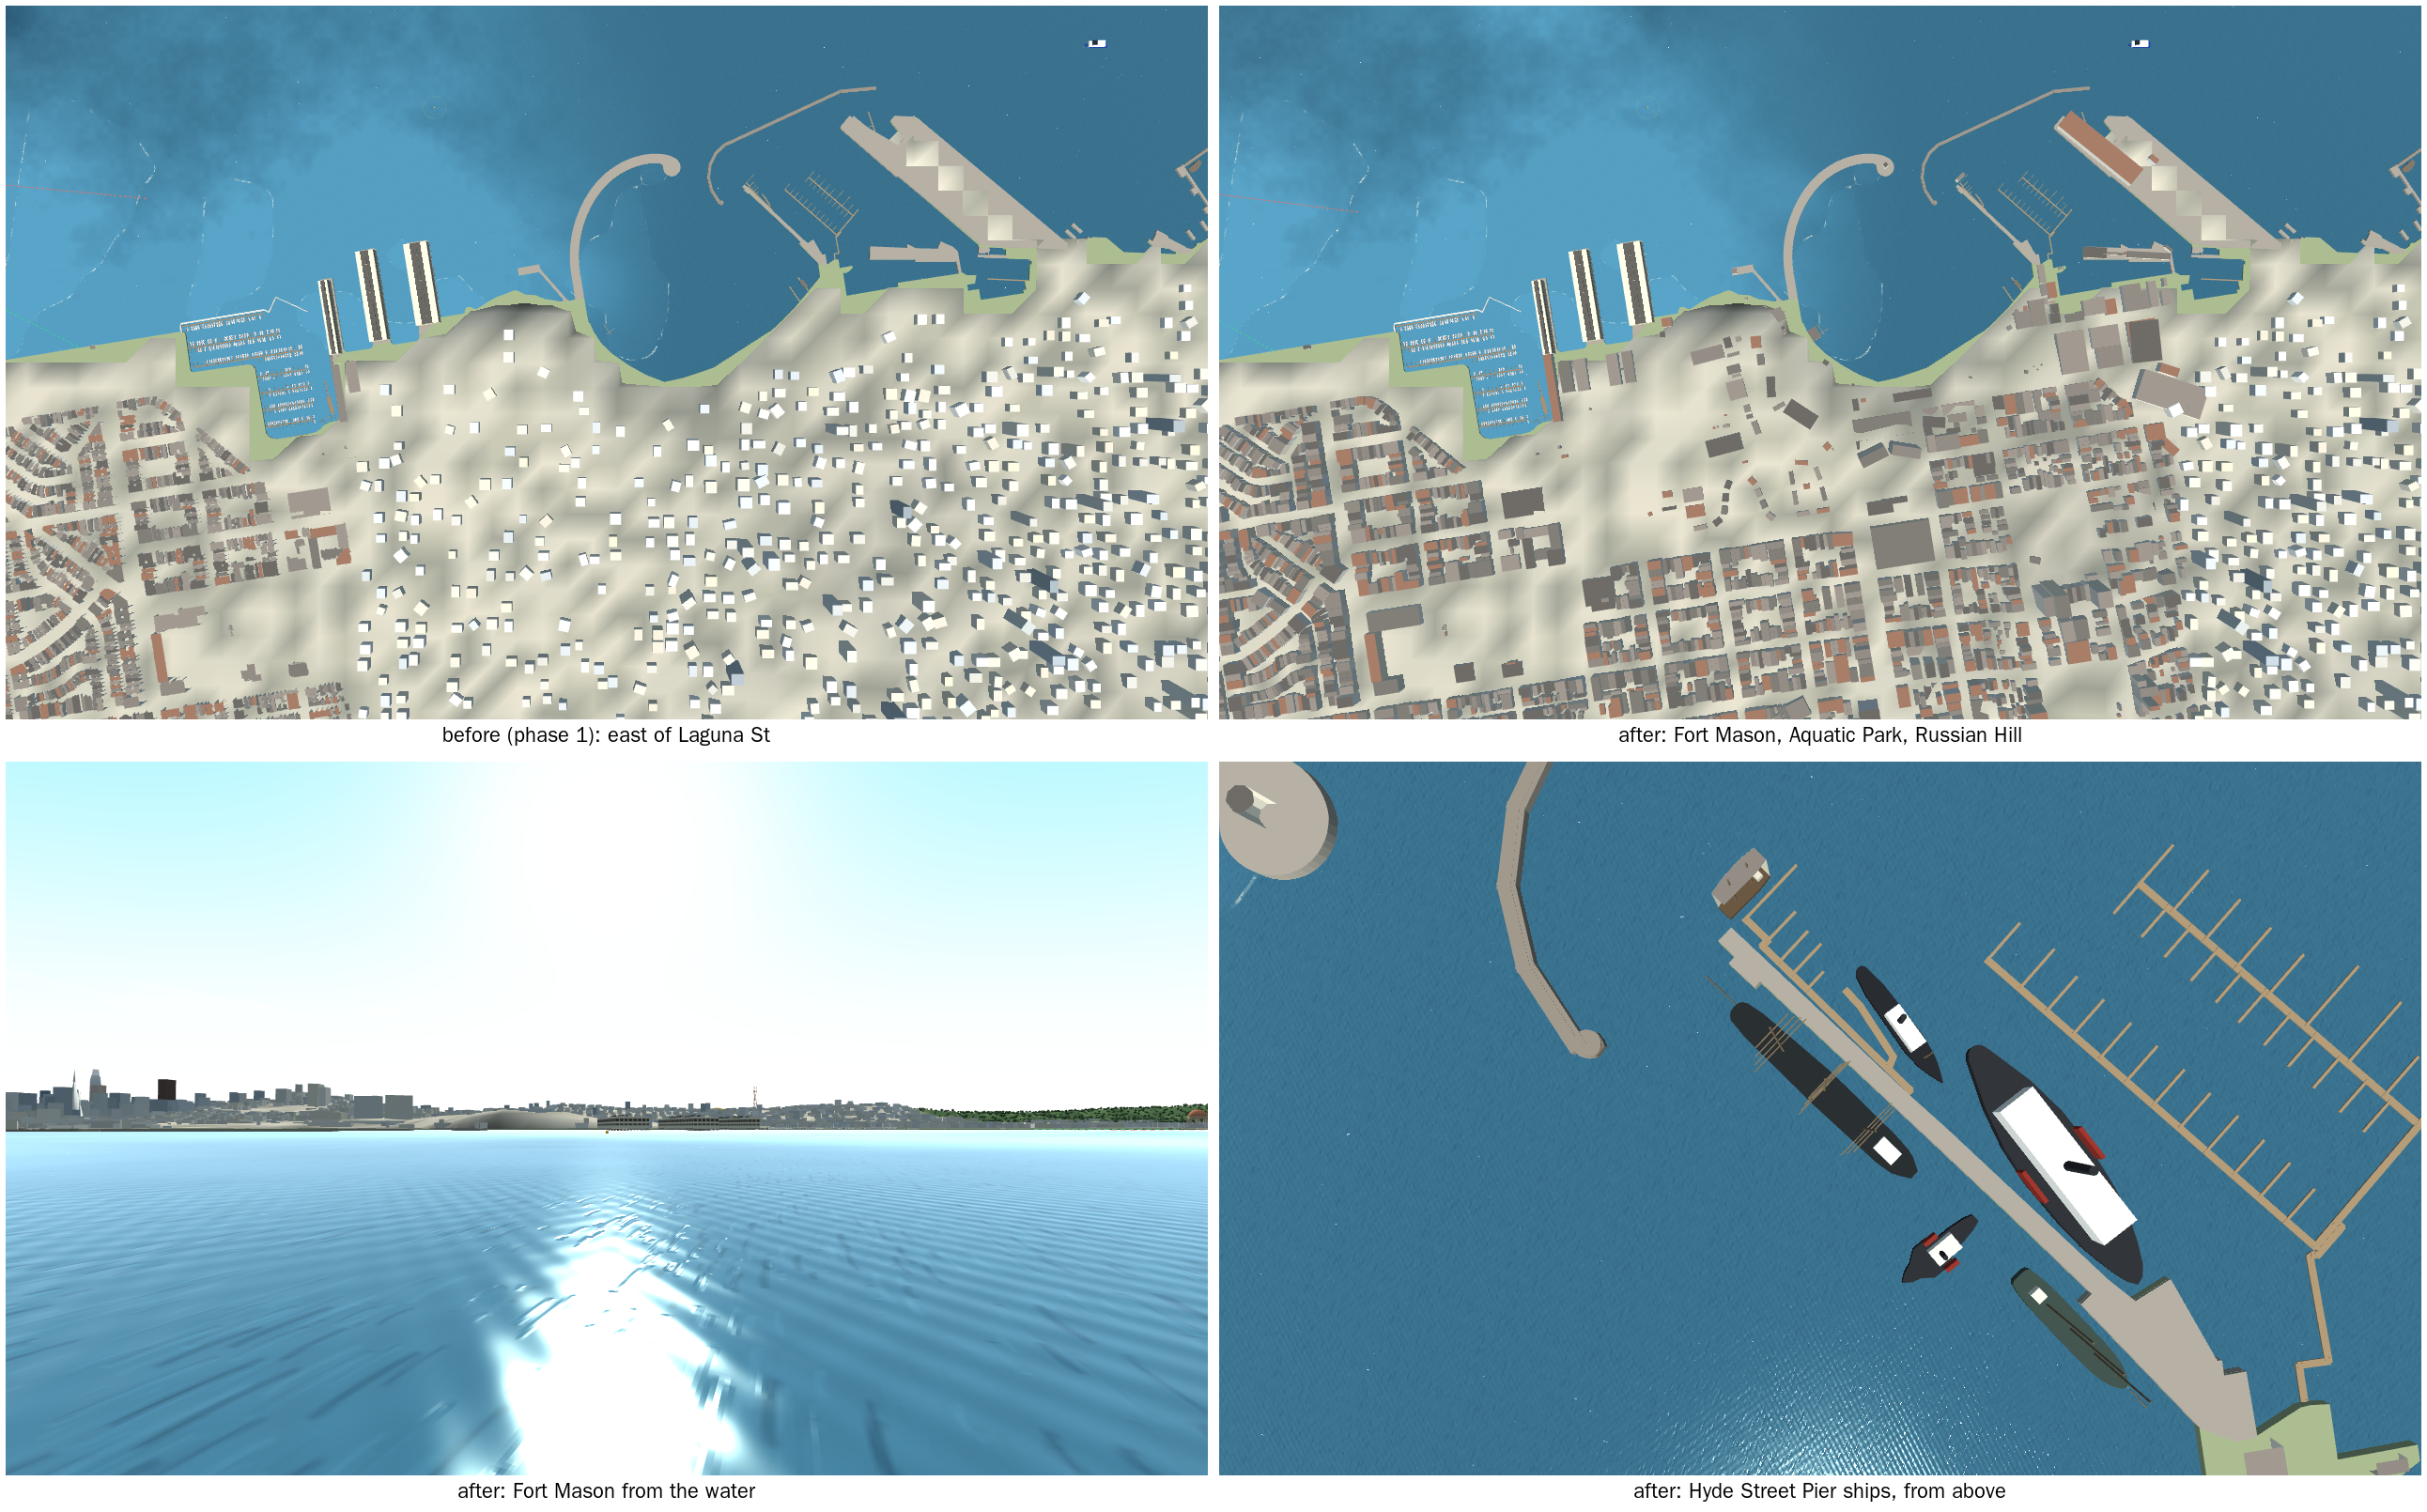 before (phase 1): east of Laguna St
after: Fort Mason, Aquatic Park, Russian Hill
after: Fort Mason from the water
after: Hyde Street Pier ships, from above